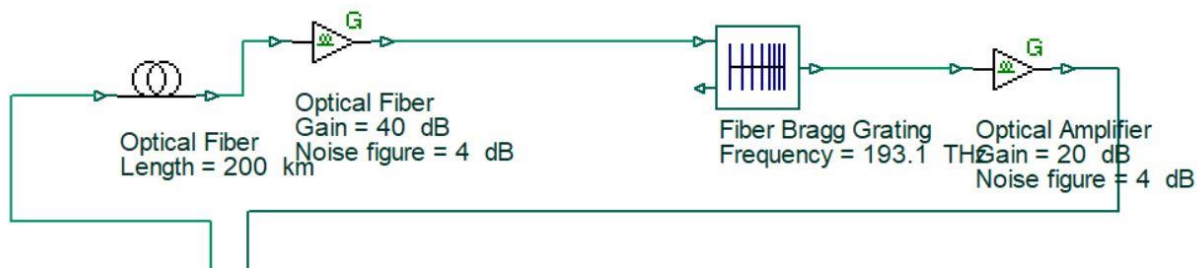 G
G
Optical Fiber
Length = 200 km
Optical Fiber
Gain = 40 dB
Noise figure = 4 dB
Fiber Bragg Grating
Frequency = 193.1 THz
Optical Amplifier
Gain = 20 dB
Noise figure = 4 dB